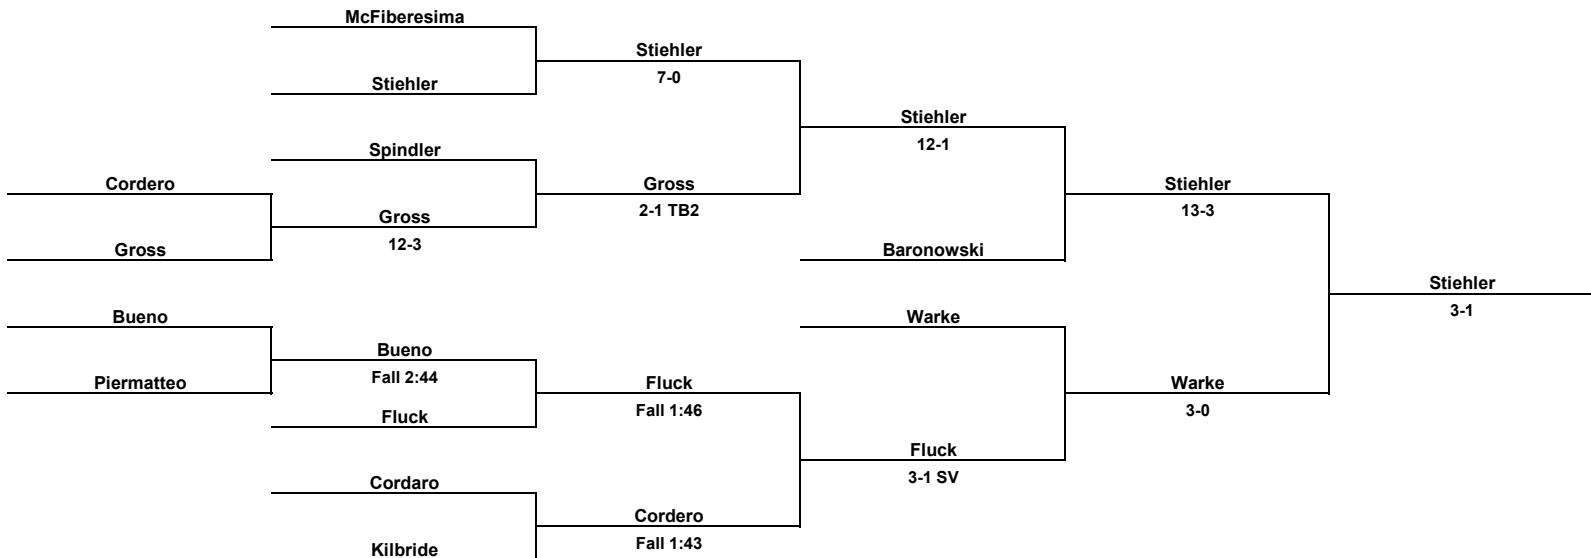 McFiberesima
Stiehler
Stiehler
7-0
Stiehler
12-1
Spindler
Cordero
Gross
Stiehler
Gross
2-1 TB2
13-3
12-3
Gross
Baronowski
Stiehler
3-1
Bueno
Warke
Bueno
Fall 2:44
Piermatteo
Fluck
Warke
Fall 1:46
3-0
Fluck
Fluck
3-1 SV
Cordaro
Cordero
Fall 1:43
Kilbride